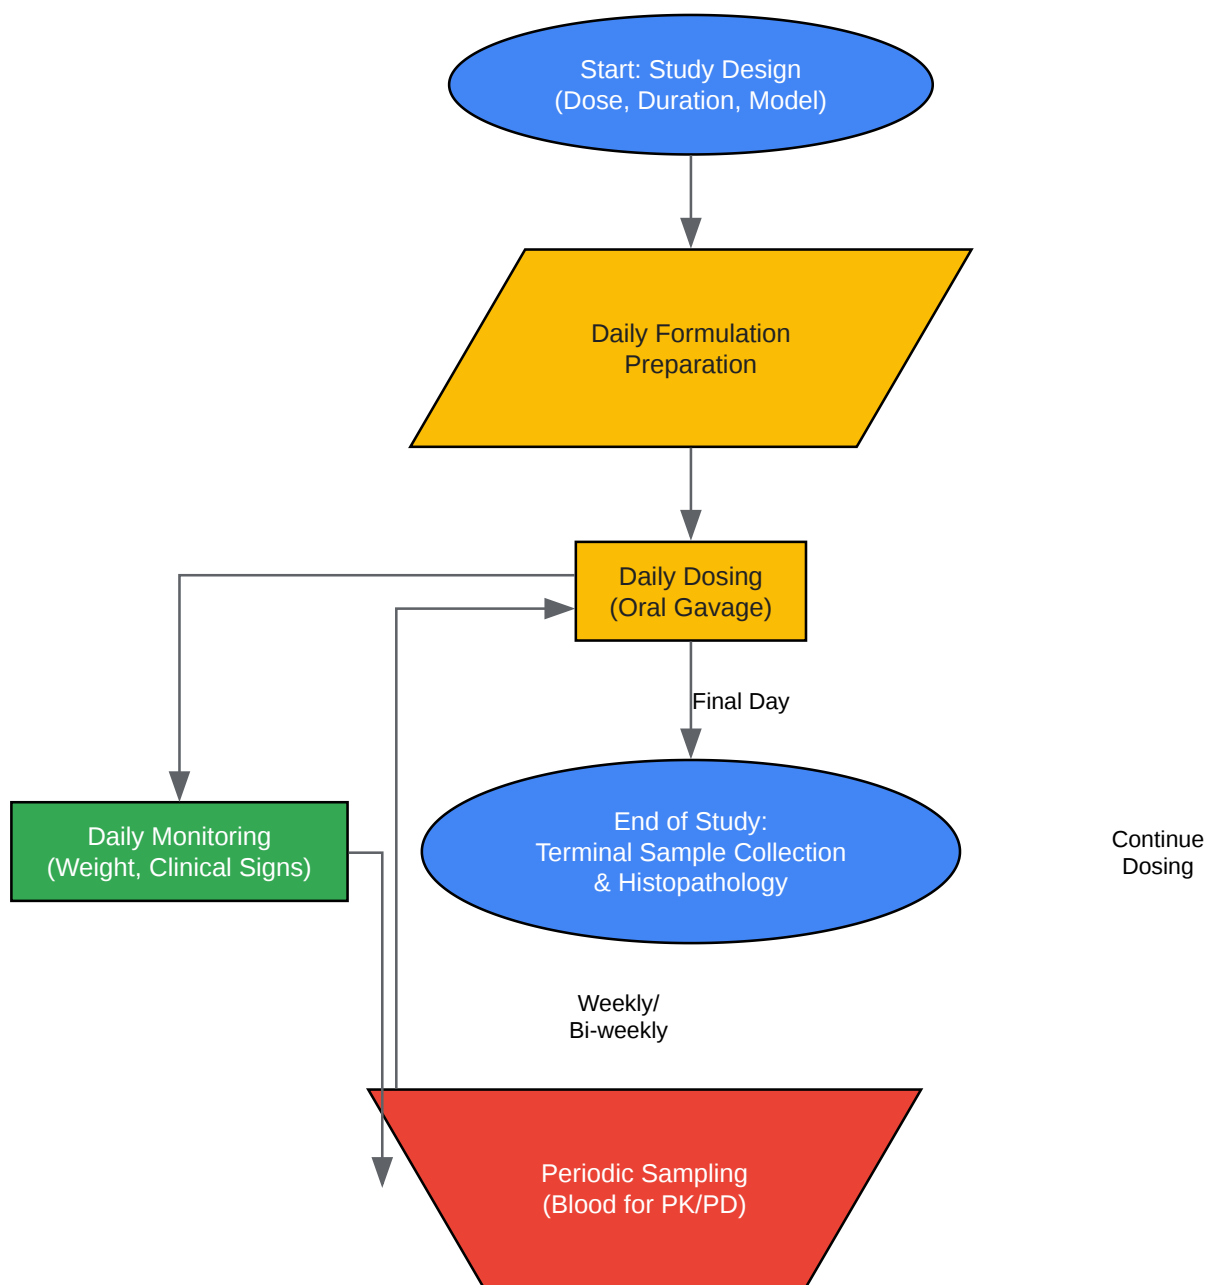 Start: Study Design
(Dose, Duration, Model)
Daily Formulation
Preparation
Daily Dosing
(Oral Gavage)
Final Day
Daily Monitoring
(Weight, Clinical Signs)
End of Study:
Terminal Sample Collection
& Histopathology
Continue
Dosing
Weekly/
Bi-weekly
Periodic Sampling
(Blood for PK/PD)